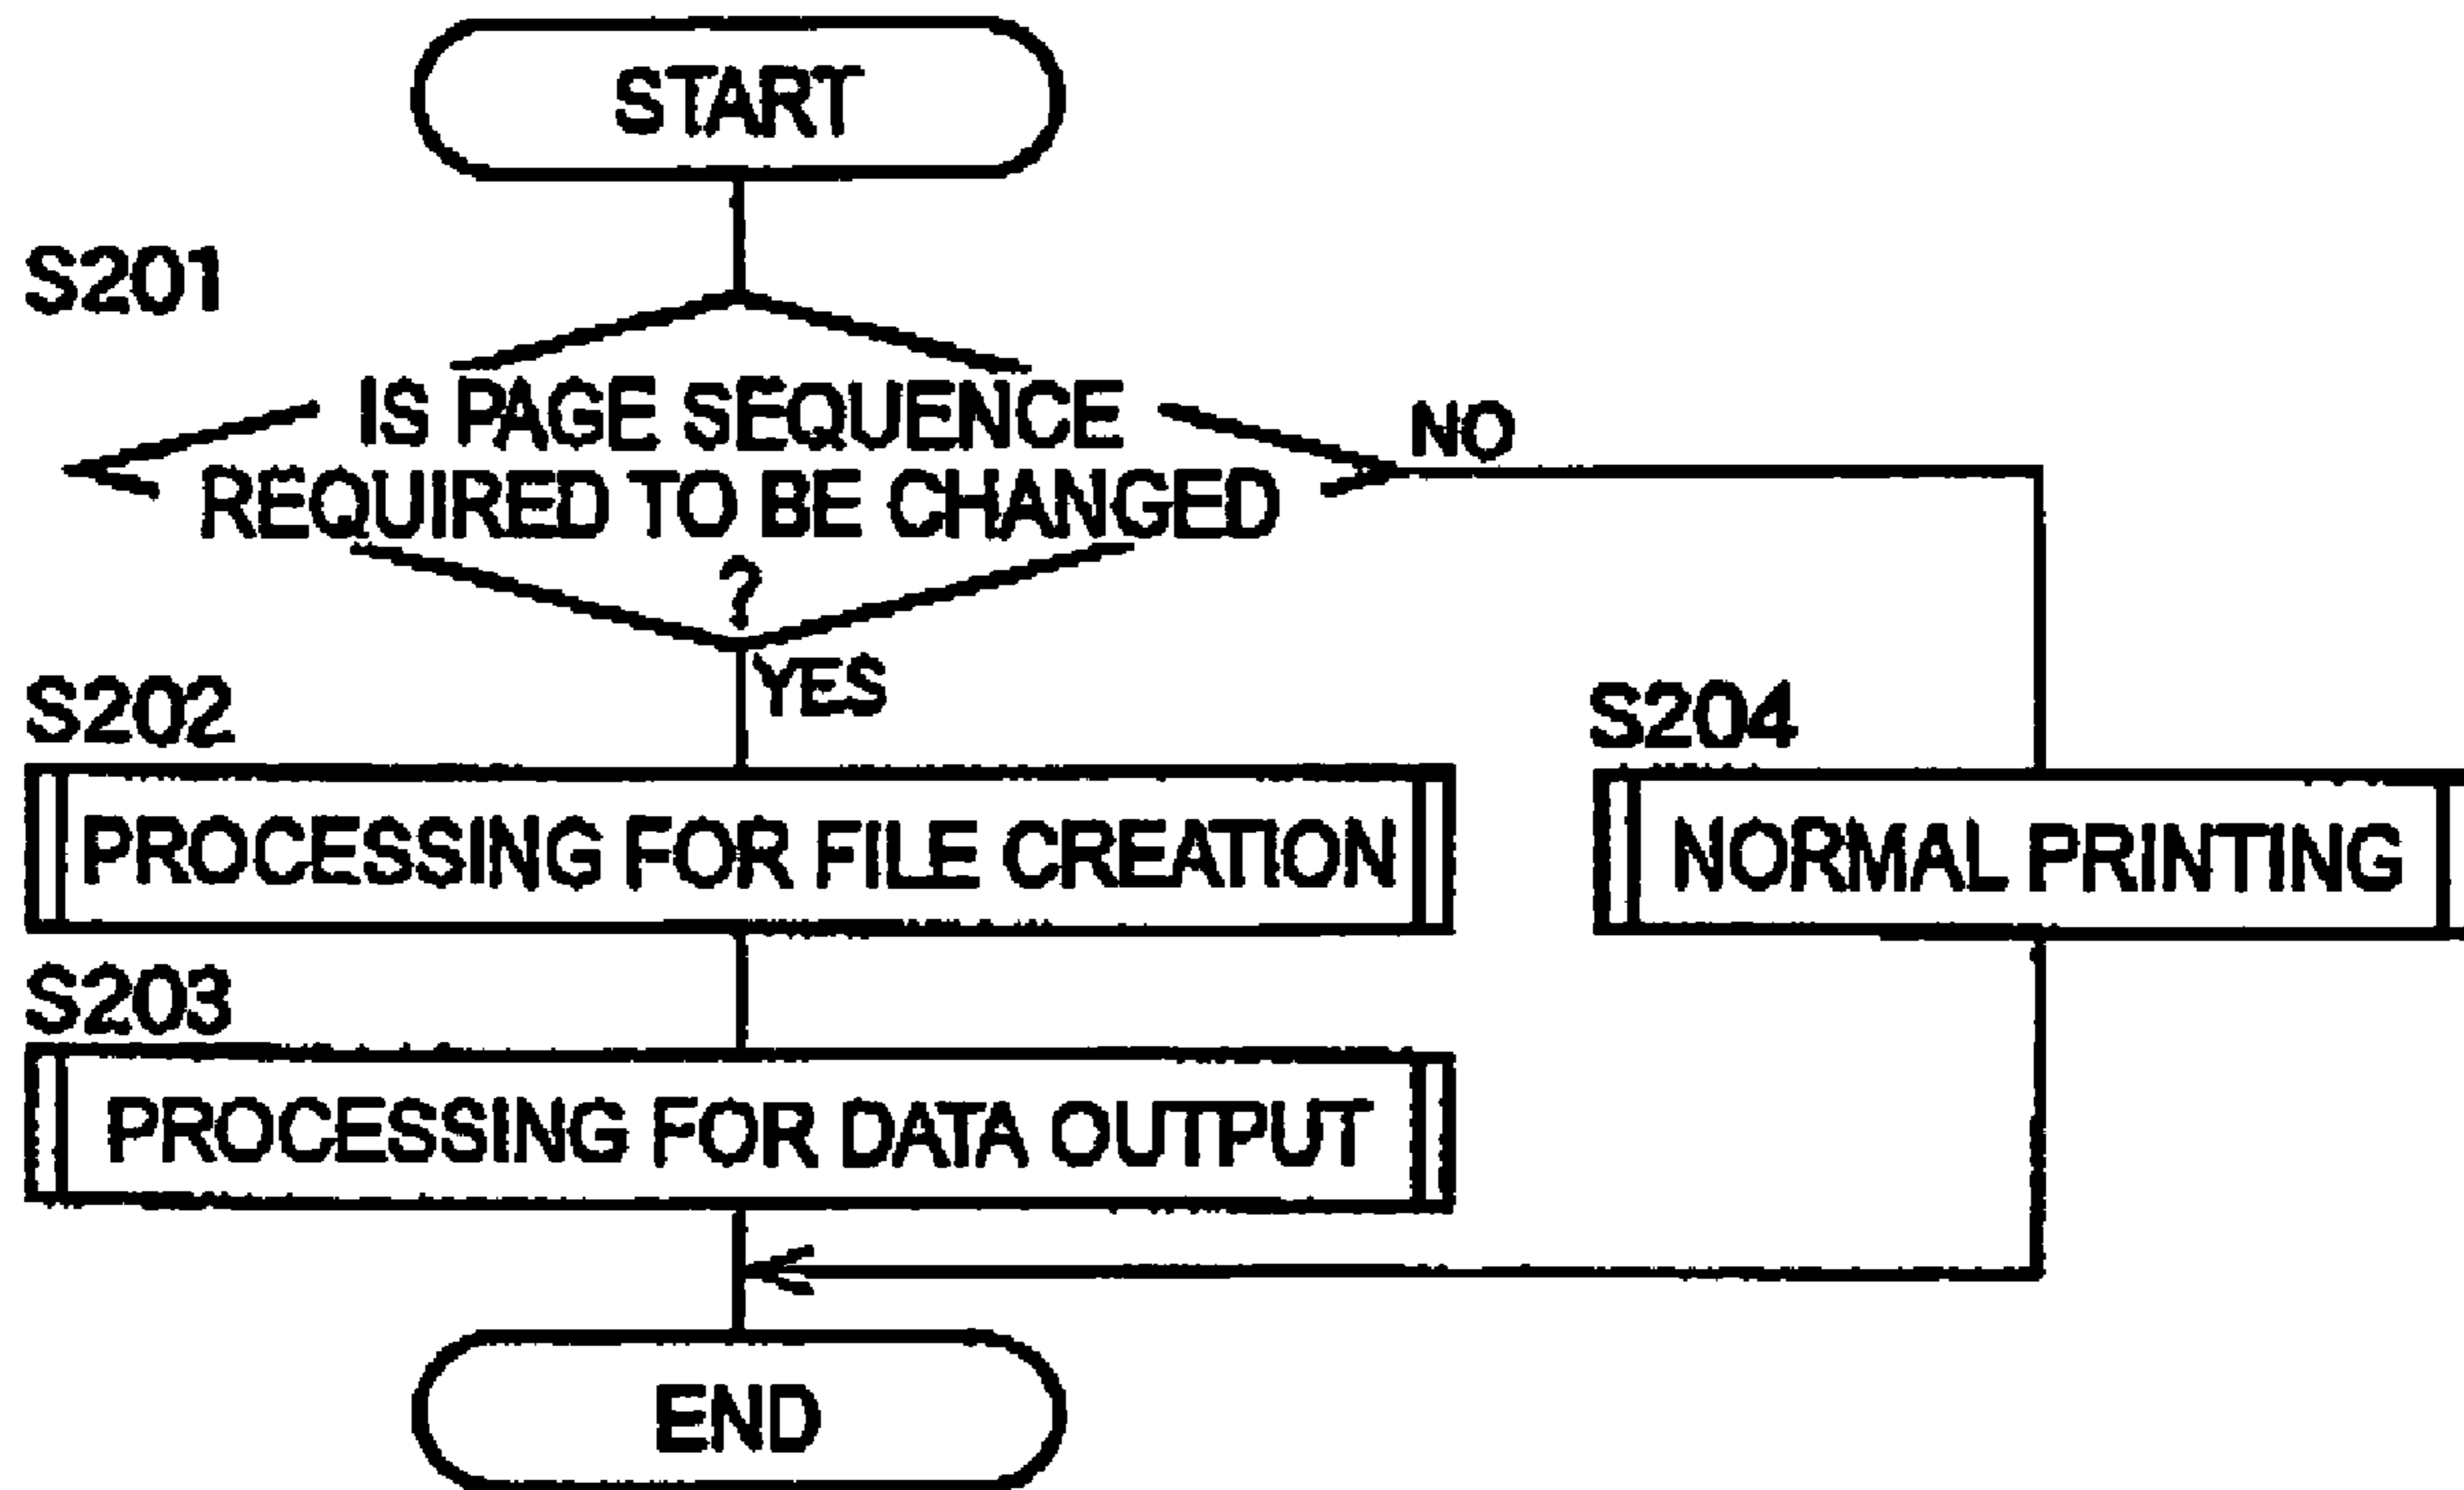 START
S201
IS PAGE SEQUENCE
REQUIRED TO BE CHANGED
?
NO
YES
S202
PROCESSING FOR FILE CREATION
S204
NORMAL PRINTING
S203
PROCESSING FOR DATA OUTPUT
END